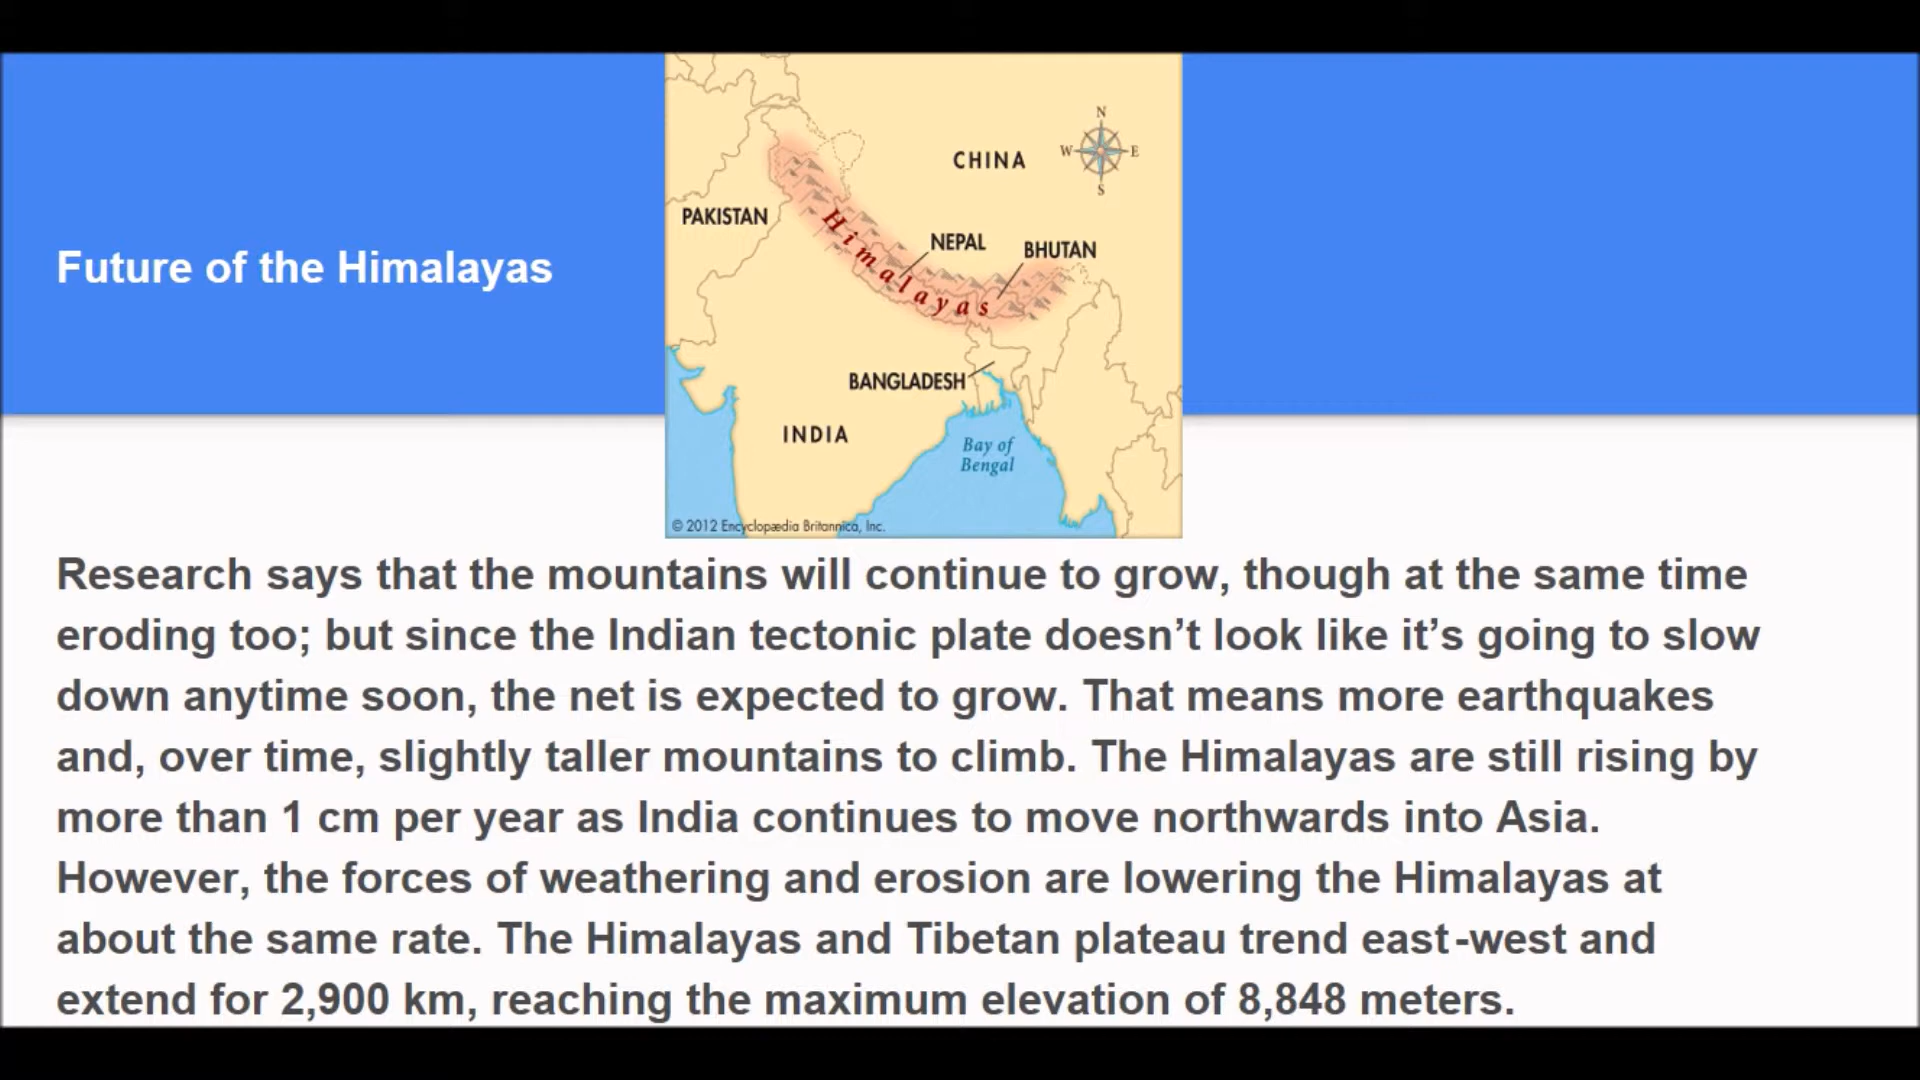 Future of the Himalayas
N
W E
S
CHINA
PAKISTAN
NEPAL
BHUTAN
Himalayas
BANGLADESH
INDIA
Bay of
Bengal
© 2012 Encyclopædia Britannica, Inc.
Research says that the mountains will continue to grow, though at the same time
eroding too; but since the Indian tectonic plate doesn’t look like it’s going to slow
down anytime soon, the net is expected to grow. That means more earthquakes
and, over time, slightly taller mountains to climb. The Himalayas are still rising by
more than 1 cm per year as India continues to move northwards into Asia.
However, the forces of weathering and erosion are lowering the Himalayas at
about the same rate. The Himalayas and Tibetan plateau trend east-west and
extend for 2,900 km, reaching the maximum elevation of 8,848 meters.